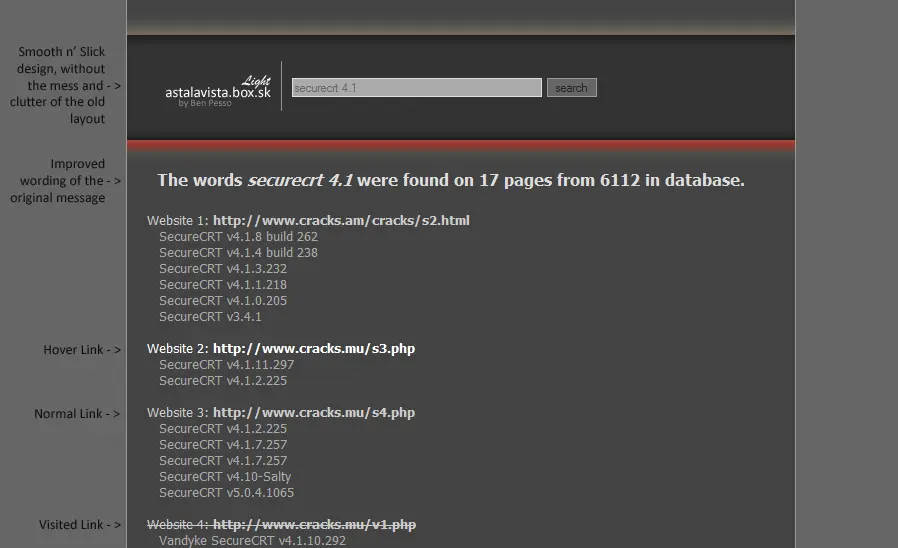 Smooth n' Slick
design, without
the mess and - >
clutter of the old
layout
Light
astalavista.box.sk
by Ben Pesso
securecrt 4.1
search
Improved
wording of the - >
original message
The words securecrt 4.1 were found on 17 pages from 6112 in database.
Website 1: http://www.cracks.am/cracks/s2.html
SecureCRT v4.1.8 build 262
SecureCRT v4.1.4 build 238
SecureCRT v4.1.3.232
SecureCRT v4.1.1.218
SecureCRT v4.1.0.205
SecureCRT v3.4.1
Hover Link - >
Website 2: http://www.cracks.mu/s3.php
SecureCRT v4.1.11.297
SecureCRT v4.1.2.225
Normal Link - >
Website 3: http://www.cracks.mu/s4.php
SecureCRT v4.1.2.225
SecureCRT v4.1.7.257
SecureCRT v4.1.7.257
SecureCRT v4.10-Salty
SecureCRT v5.0.4.1065
Visited Link - >
Website 4: http://www.cracks.mu/v1.php
Vandyke SecureCRT v4.1.10.292